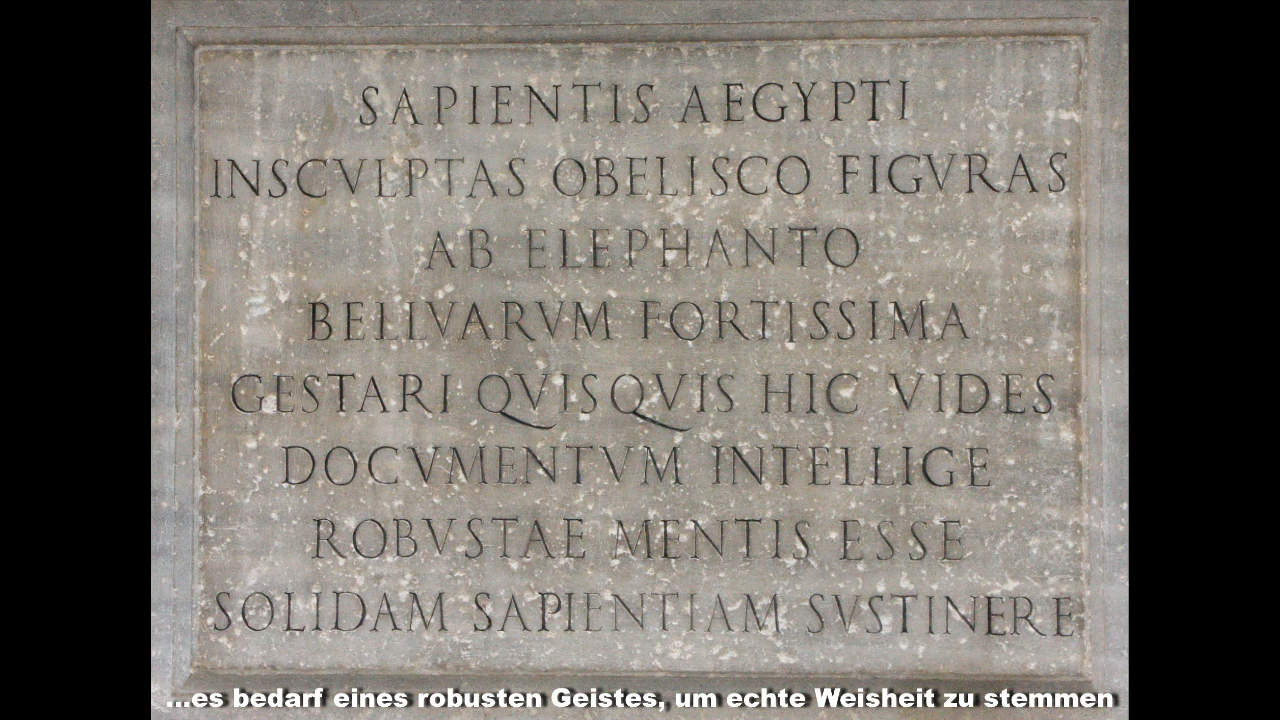 SAPIENTIS AEGYPTI
INSCVLPTAS OBELISCO FIGVRAS
AB ELEPHANTO
BELLVARVM FORTISSIMA
GESTARI QVISQVIS HIC VIDES
DOCVMENTVM INTELLIGE
ROBVSTAE MENTIS ESSE
SOLIDAM SAPIENTIAM SVSTINERE
...es bedarf eines robusten Geistes, um echte Weisheit zu stemmen